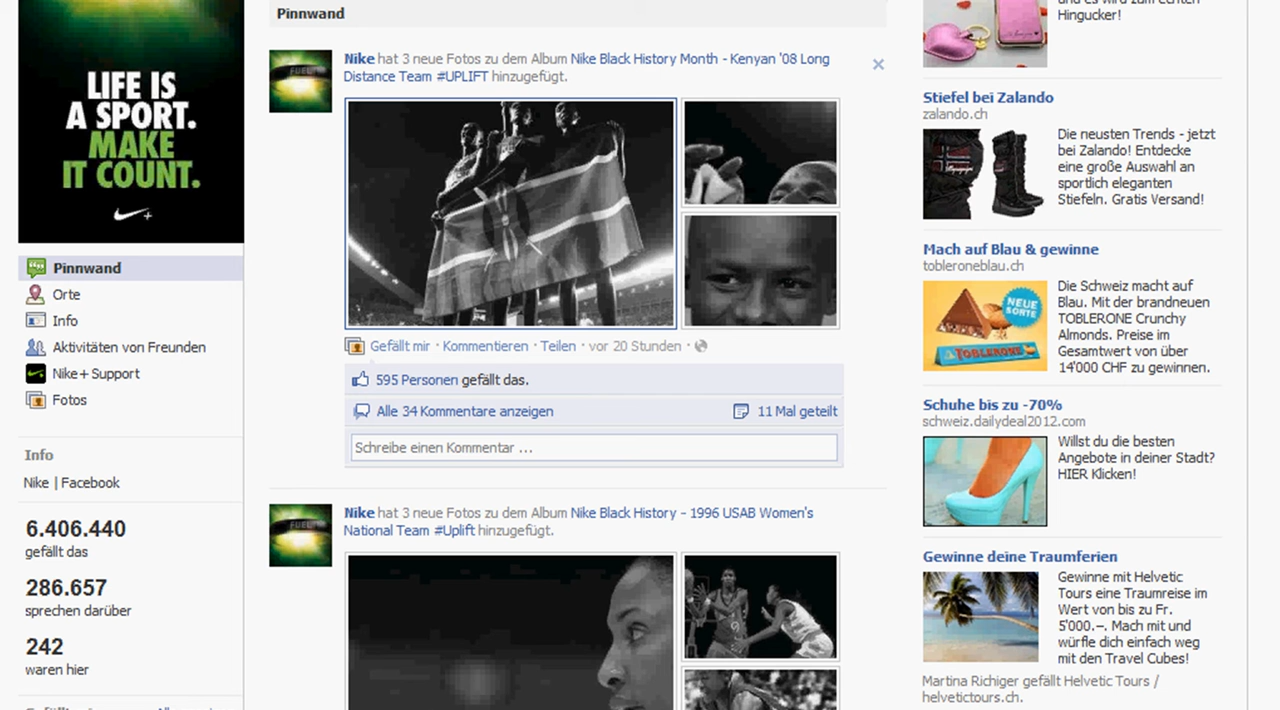 LIFE IS
A SPORT.
MAKE
IT COUNT.
Pinnwand
Orte
Info
Aktivitäten von Freunden
Nike+ Support
Fotos
Info
Nike | Facebook
6.406.440
gefällt das
286.657
sprechen darüber
242
waren hier
Pinnwand
FUEL
Nike hat 3 neue Fotos zu dem Album Nike Black History Month - Kenyan '08 Long
Distance Team #UPLIFT hinzugefügt.
Gefällt mir · Kommentieren · Teilen · vor 20 Stunden ·
595 Personen gefällt das.
Alle 34 Kommentare anzeigen
11 Mal geteilt
Schreibe einen Kommentar ...
FUEL
Nike hat 3 neue Fotos zu dem Album Nike Black History - 1996 USAB Women's
National Team #Uplift hinzugefügt.
Hingucker!
Stiefel bei Zalando
zalando.ch
Die neusten Trends - jetzt
bei Zalando! Entdecke
eine große Auswahl an
sportlich eleganten
Stiefeln. Gratis Versand!
Mach auf Blau & gewinne
tobleroneblau.ch
NEUE
SORTE
TOBLERONE
Die Schweiz macht auf
Blau. Mit der brandneuen
TOBLERONE Crunchy
Almonds. Preise im
Gesamtwert von über
14'000 CHF zu gewinnen.
Schuhe bis zu -70%
schweiz.dailydeal2012.com
Willst du die besten
Angebote in deiner Stadt?
HIER Klicken!
Gewinne deine Traumferien
Gewinne mit Helvetic
Tours eine Traumreise im
Wert von bis zu Fr.
5'000.–. Mach mit und
würfle dich einfach weg
mit den Travel Cubes!
Martina Richiger gefällt Helvetic Tours /
helvetictours.ch.